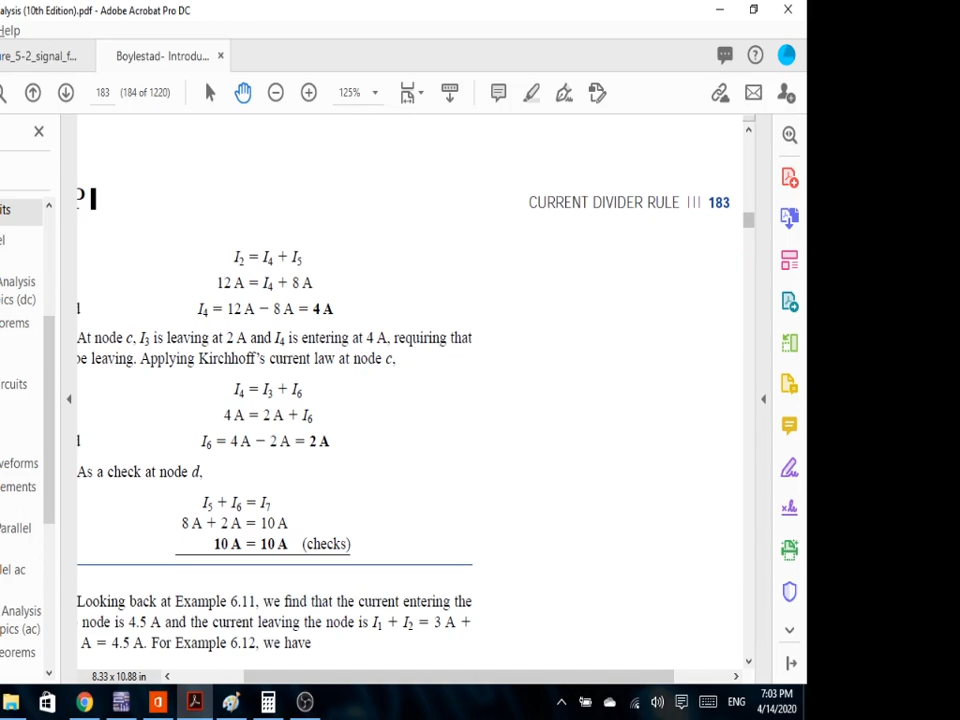 alysis (10th Edition).pdf - Adobe Acrobat Pro DC
Help
re_5-2_signal_f...
Boylestad- Introdu...
183 (184 of 1220)
125%
its
el
Analysis
pics (dc)
orems
rcuits
veforms
ements
Parallel
lel ac
Analysis
pics (ac)
eorems
PI
CURRENT DIVIDER RULE III 183
I₂ = I₄ + I₅
12 A = I₄ + 8 A
d I₄ = 12 A − 8 A = 4 A
At node c, I₃ is leaving at 2 A and I₄ is entering at 4 A, requiring that
be leaving. Applying Kirchhoff's current law at node c,
I₄ = I₃ + I₆
4 A = 2 A + I₆
d I₆ = 4 A − 2 A = 2 A
As a check at node d,
I₅ + I₆ = I₇
8 A + 2 A = 10 A
10 A = 10 A (checks)
Looking back at Example 6.11, we find that the current entering the
node is 4.5 A and the current leaving the node is I₁ + I₂ = 3 A +
A = 4.5 A. For Example 6.12, we have
8.33 x 10.88 in
ENG
7:03 PM
4/14/2020